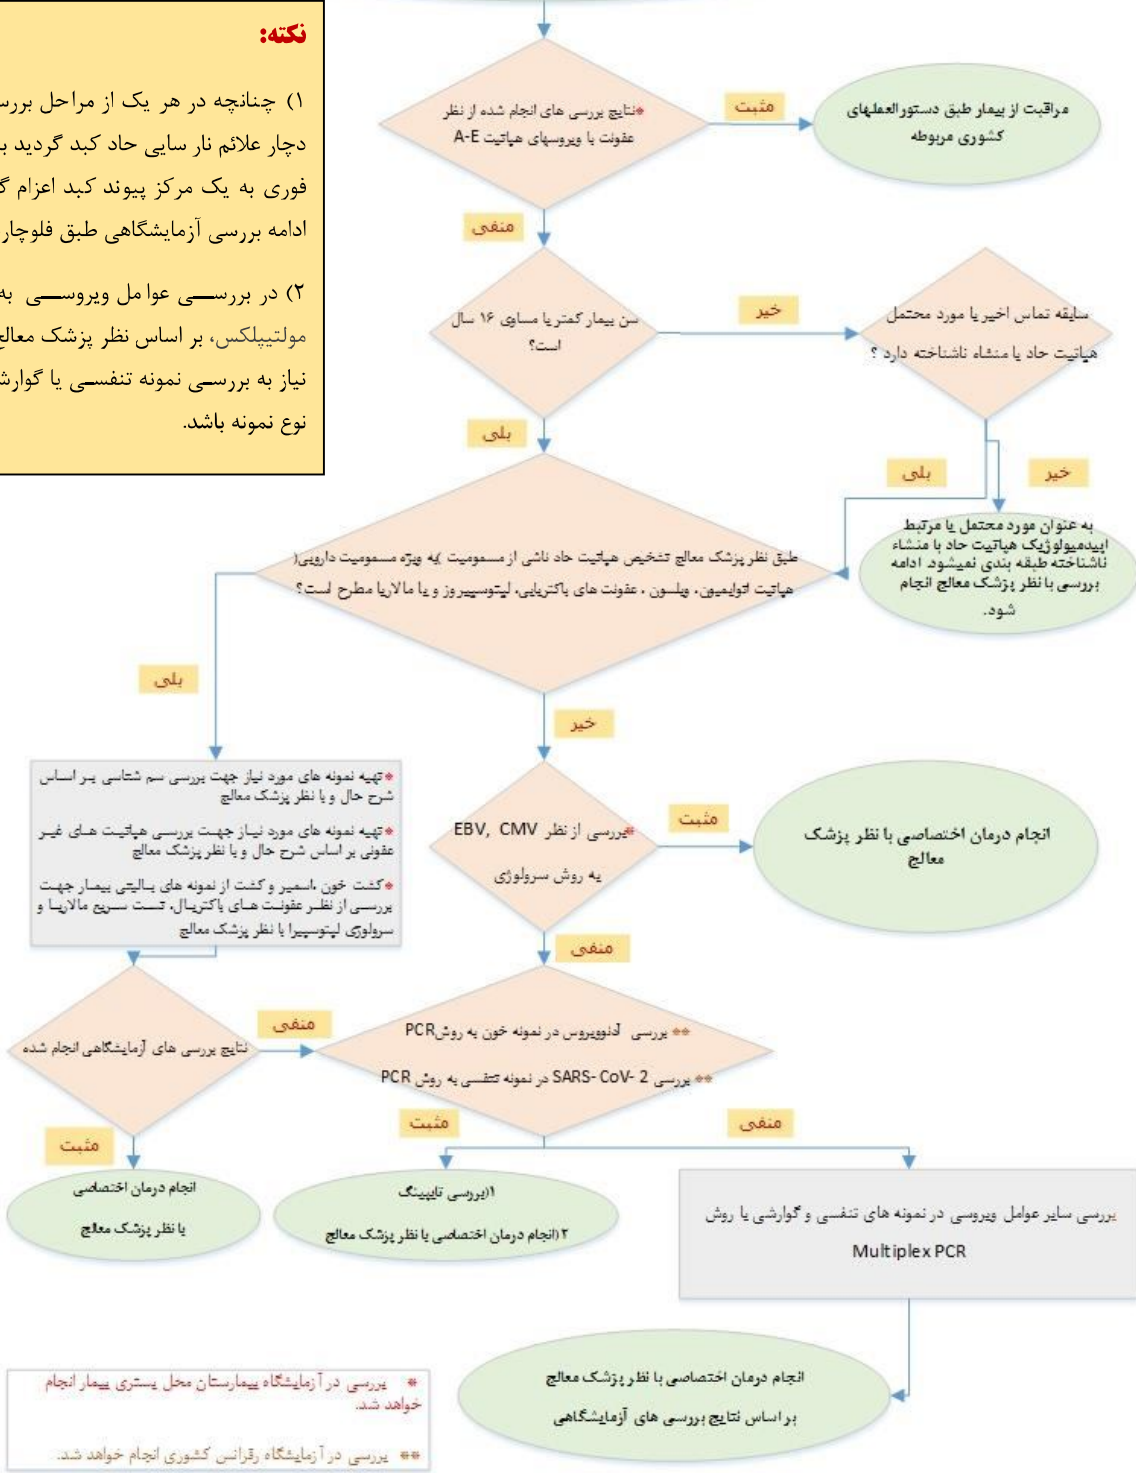 نکته:
۱) چنانچه در هر یک از مراحل
دچار علائم نار سایی حاد کبد گردید
فوری به یک مرکز پیوند کبد اعزام
ادامه بررسی آزمایشگاهی طبق
۲) در بررســی عوا مل ویروســی به
مولتیپلکس، بر اساس نظر پزشک معالج
نیاز به بررسـی نمونه تنفسـی یا
نوع نمونه باشد.
*نتایج بررسی های انجام شده از نظر
عفونت با ویروسهای هپاتیت A-E
مثبت
مراقبت از بیمار طبق دستورالعملهای
کشوری مربوطه
منفی
سن بیمار کمتر یا مساوی ۱۶ سال
است؟
خیر
سابقه تماس اخیر با مورد محتمل
هپاتیت حاد با منشاء ناشناخته دارد ؟
بلی
بلی
خیر
به عنوان مورد محتمل یا مرتبط
اپیدمیولوژیک هپاتیت حاد با منشاء
ناشناخته طبقه بندی نمیشود. ادامه
بررسی با نظر پزشک معالج انجام
شود.
طبق نظر پزشک معالج تشخیص هپاتیت حاد ناشی از مسمومیت )به ویژه مسمومیت دارویی(
هپاتیت اتوایمیون، ویلسون ، عفونت های باکتریایی، لپتوسپیروز و یا مالاریا مطرح است؟
بلی
خیر
*تهیه نمونه های مورد نیاز جهت بررسی سم شناسی بر اساس
شرح حال و با نظر پزشک معالج
*تهیه نمونه های مورد نیاز جهت بررسی هپاتیت های غیر
عفونی بر اساس شرح حال و با نظر پزشک معالج
*کشت خون ،اسمیر و کشت از نمونه های بالیتی بیمار جهت
بررسی از نظر عفونت های باکتریال، تست سریع مالاریا و
سرولوژی لپتوسپیرا با نظر پزشک معالج
*بررسی از نظر EBV, CMV
به روش سرولوژی
مثبت
انجام درمان اختصاصی با نظر پزشک
معالج
منفی
نتایج بررسی های آزمایشگاهی انجام شده
منفی
** بررسی آدنوویروس در نمونه خون به روش PCR
** بررسی SARS- CoV- 2 در نمونه تنفسی به روش PCR
مثبت
مثبت
منفی
انجام درمان اختصاصی
با نظر پزشک معالج
۱(بررسی تایپینگ
۲(انجام درمان اختصاصی با نظر پزشک معالج
بررسی سایر عوامل ویروسی در نمونه های تنفسی و گوارشی با روش
Multiplex PCR
انجام درمان اختصاصی با نظر پزشک معالج
بر اساس نتایج بررسی های آزمایشگاهی
* بررسی در آزمایشگاه بیمارستان محل بستری بیمار انجام
خواهد شد.
** بررسی در آزمایشگاه رفرانس کشوری انجام خواهد شد.